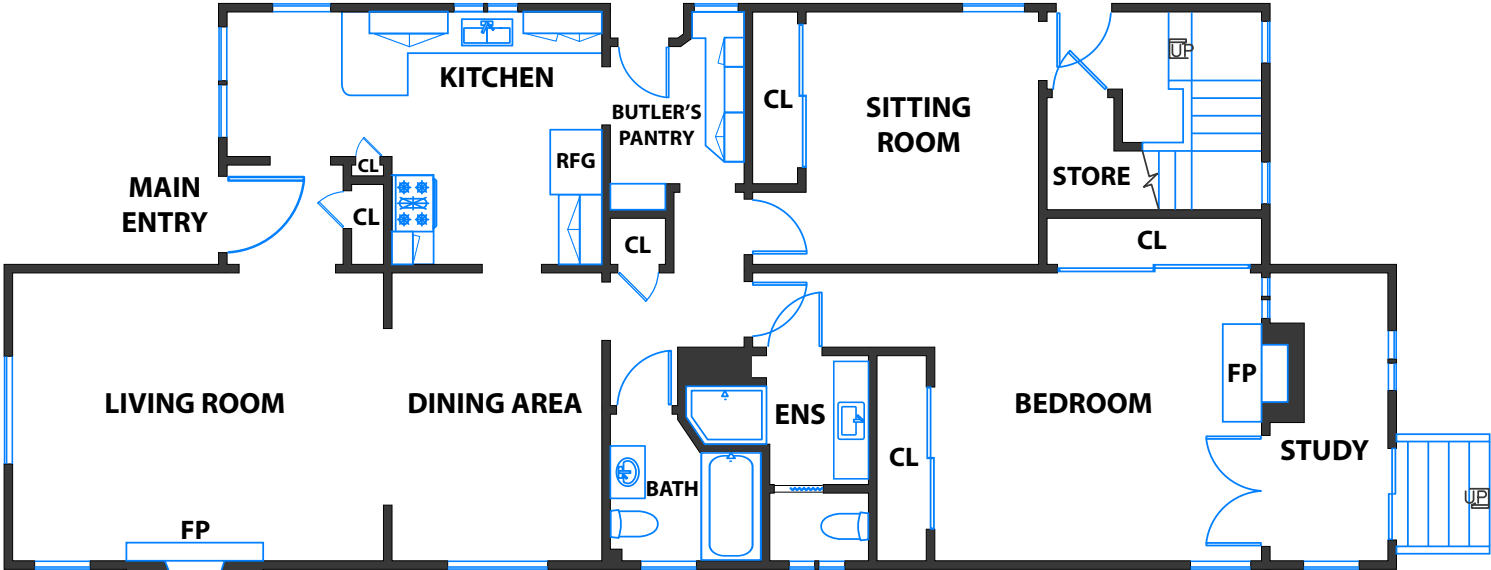 UP
KITCHEN
CL
SITTING
ROOM
BUTLER'S
PANTRY
CL
RFG
STORE
MAIN
ENTRY
CL
CL
CL
LIVING ROOM
DINING AREA
ENS
BEDROOM
FP
CL
STUDY
BATH
UP
FP